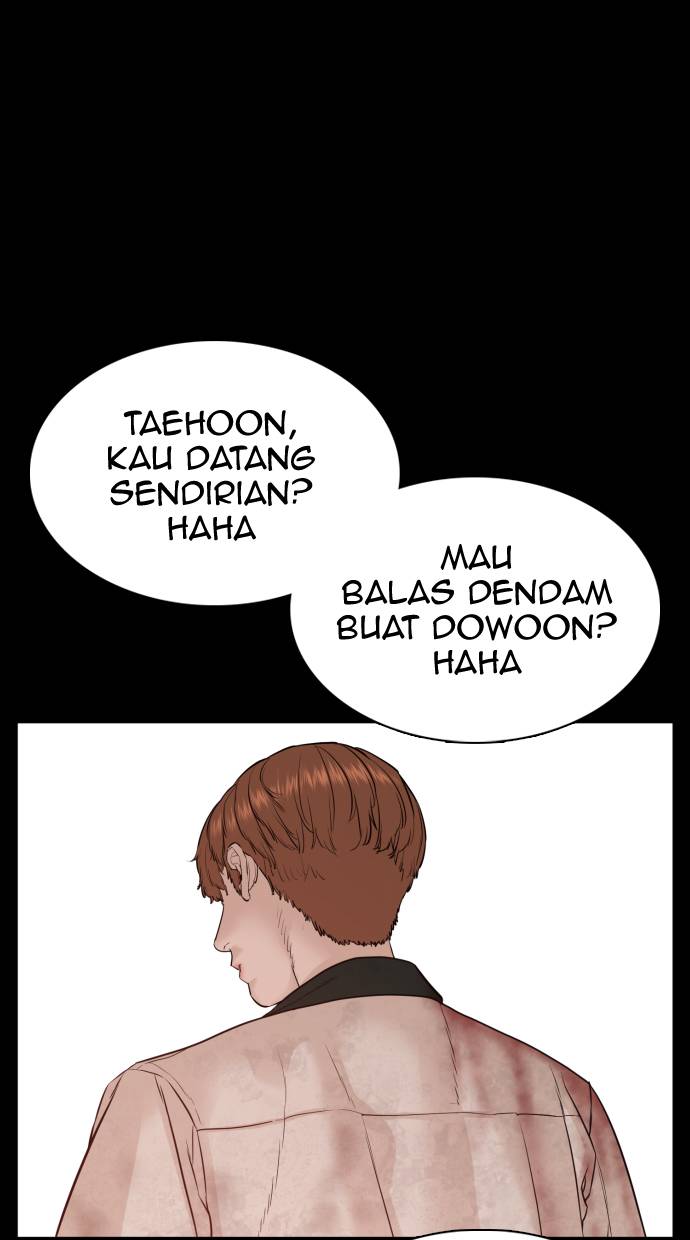 TAEHOON,
KAU DATANG
SENDIRIAN?
HAHA
MAU
BALAS DENDAM
BUAT DOWOON?
HAHA